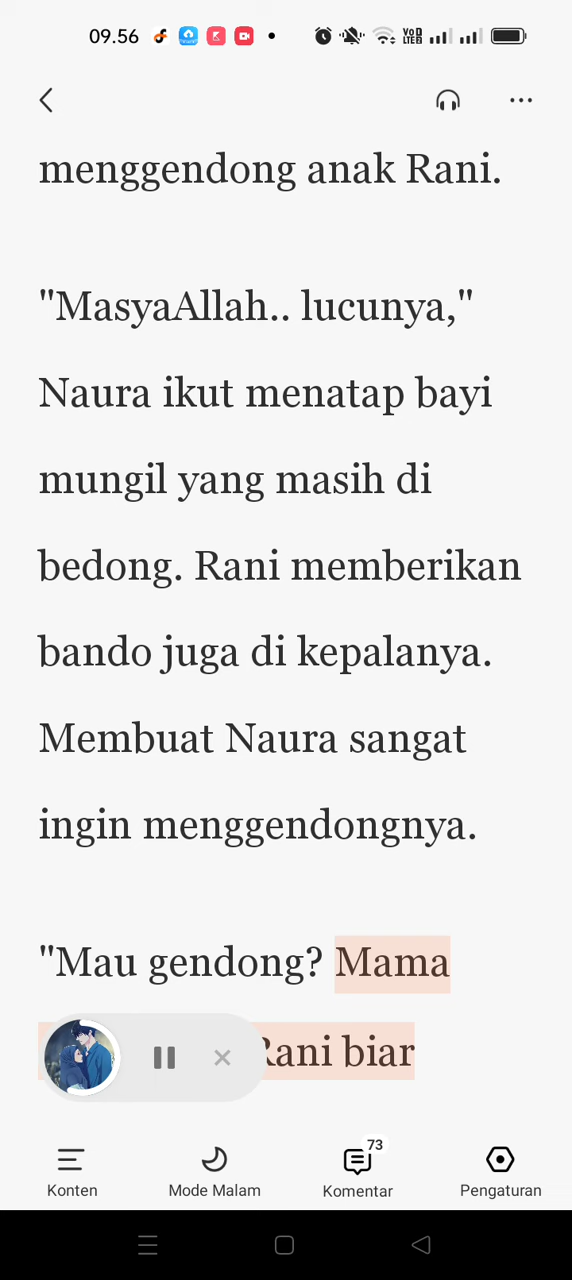 09.56
VoD
LTE
menggendong anak Rani.
"MasyaAllah.. lucunya,"
Naura ikut menatap bayi
mungil yang masih di
bedong. Rani memberikan
bando juga di kepalanya.
Membuat Naura sangat
ingin menggendongnya.
"Mau gendong? Mama
Rani biar
Konten
Mode Malam
73
Komentar
Pengaturan